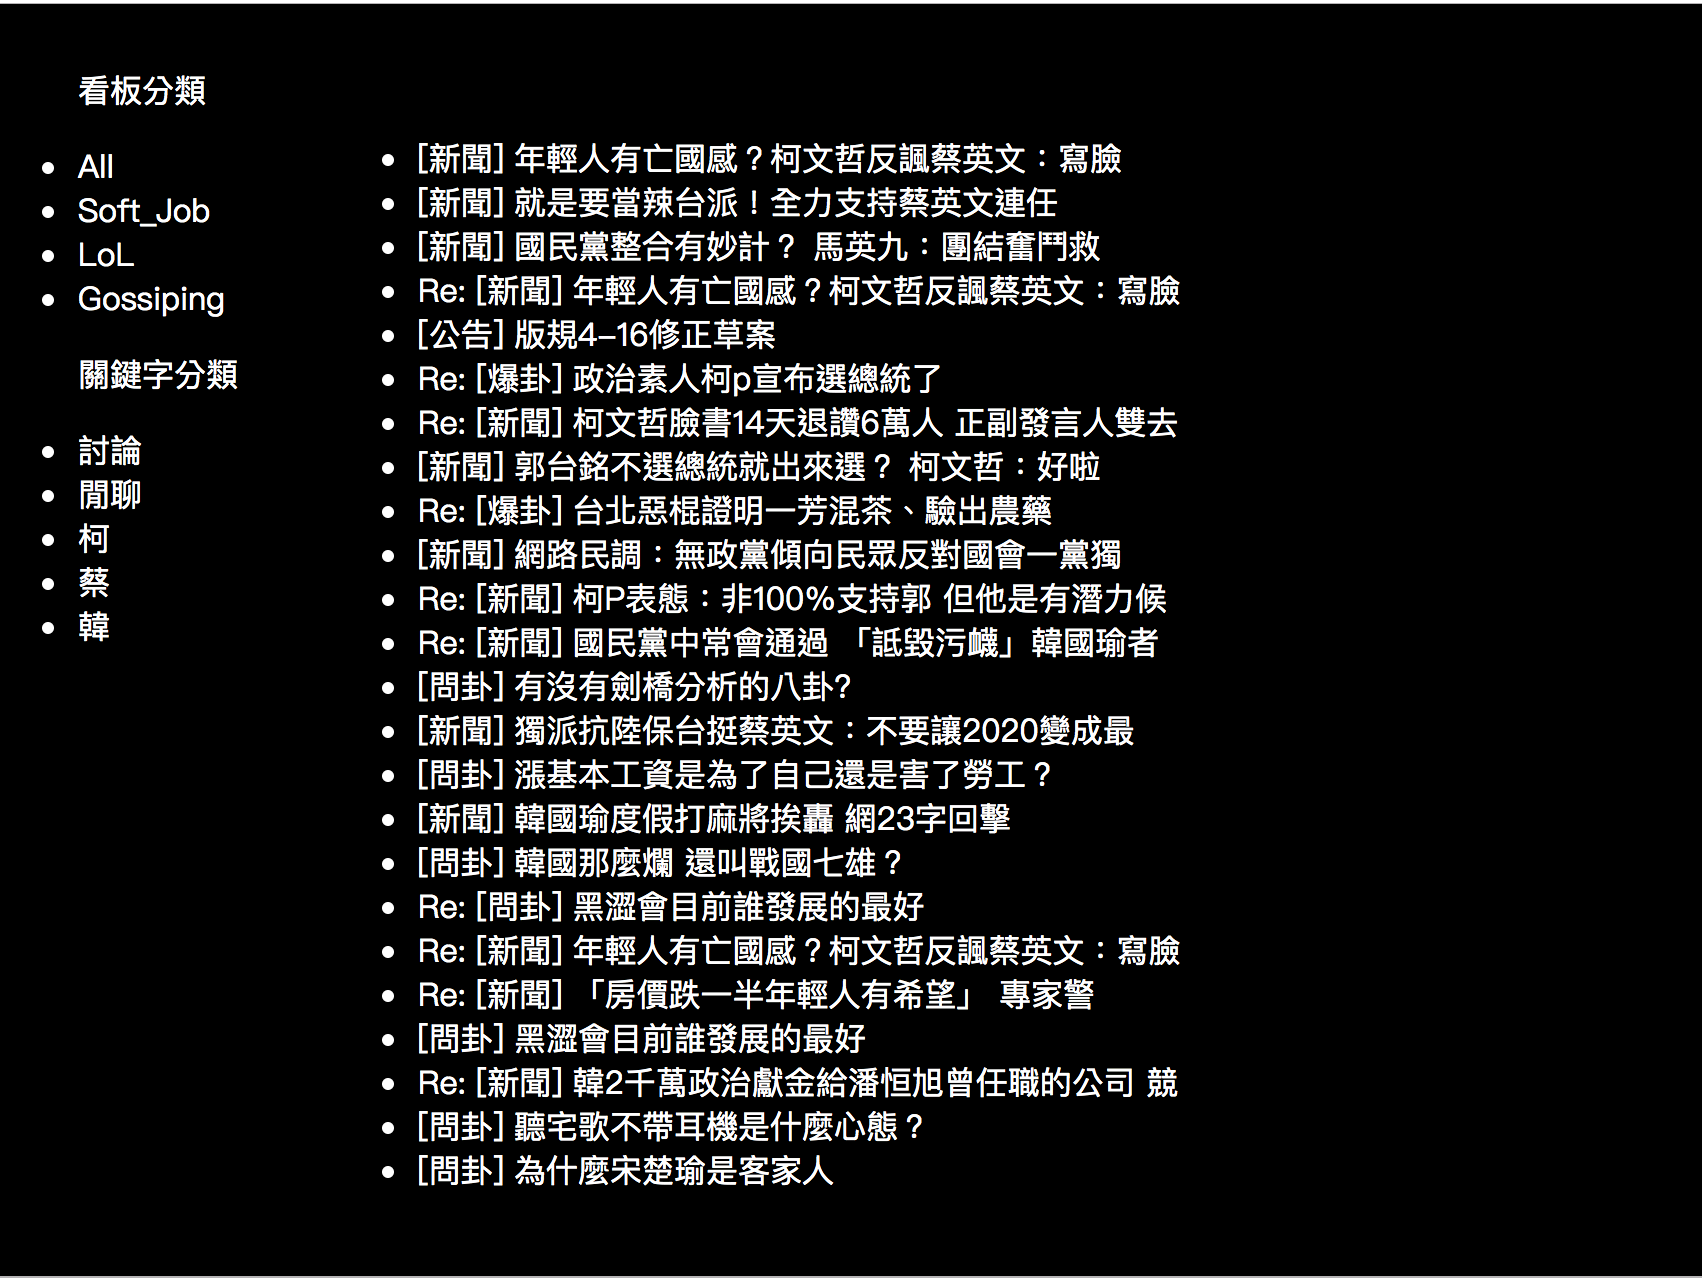 看板分類
All
Soft_Job
LoL
Gossiping
關鍵字分類
討論
閒聊
柯
蔡
韓
[新聞] 年輕人有亡國感？柯文哲反諷蔡英文：寫臉
[新聞] 就是要當辣台派！全力支持蔡英文連任
[新聞] 國民黨整合有妙計？ 馬英九：團結奮鬥救
Re: [新聞] 年輕人有亡國感？柯文哲反諷蔡英文：寫臉
[公告] 版規4-16修正草案
Re: [爆卦] 政治素人柯p宣布選總統了
Re: [新聞] 柯文哲臉書14天退讚6萬人 正副發言人雙去
[新聞] 郭台銘不選總統就出來選？ 柯文哲：好啦
Re: [爆卦] 台北惡棍證明一芳混茶、驗出農藥
[新聞] 網路民調：無政黨傾向民眾反對國會一黨獨
Re: [新聞] 柯P表態：非100%支持郭 但他是有潛力候
Re: [新聞] 國民黨中常會通過 「詆毀污衊」韓國瑜者
[問卦] 有沒有劍橋分析的八卦?
[新聞] 獨派抗陸保台挺蔡英文：不要讓2020變成最
[問卦] 漲基本工資是為了自己還是害了勞工？
[新聞] 韓國瑜度假打麻將挨轟 網23字回擊
[問卦] 韓國那麼爛 還叫戰國七雄？
Re: [問卦] 黑澀會目前誰發展的最好
Re: [新聞] 年輕人有亡國感？柯文哲反諷蔡英文：寫臉
Re: [新聞] 「房價跌一半年輕人有希望」 專家警
[問卦] 黑澀會目前誰發展的最好
Re: [新聞] 韓2千萬政治獻金給潘恒旭曾任職的公司 競
[問卦] 聽宅歌不帶耳機是什麼心態？
[問卦] 為什麼宋楚瑜是客家人